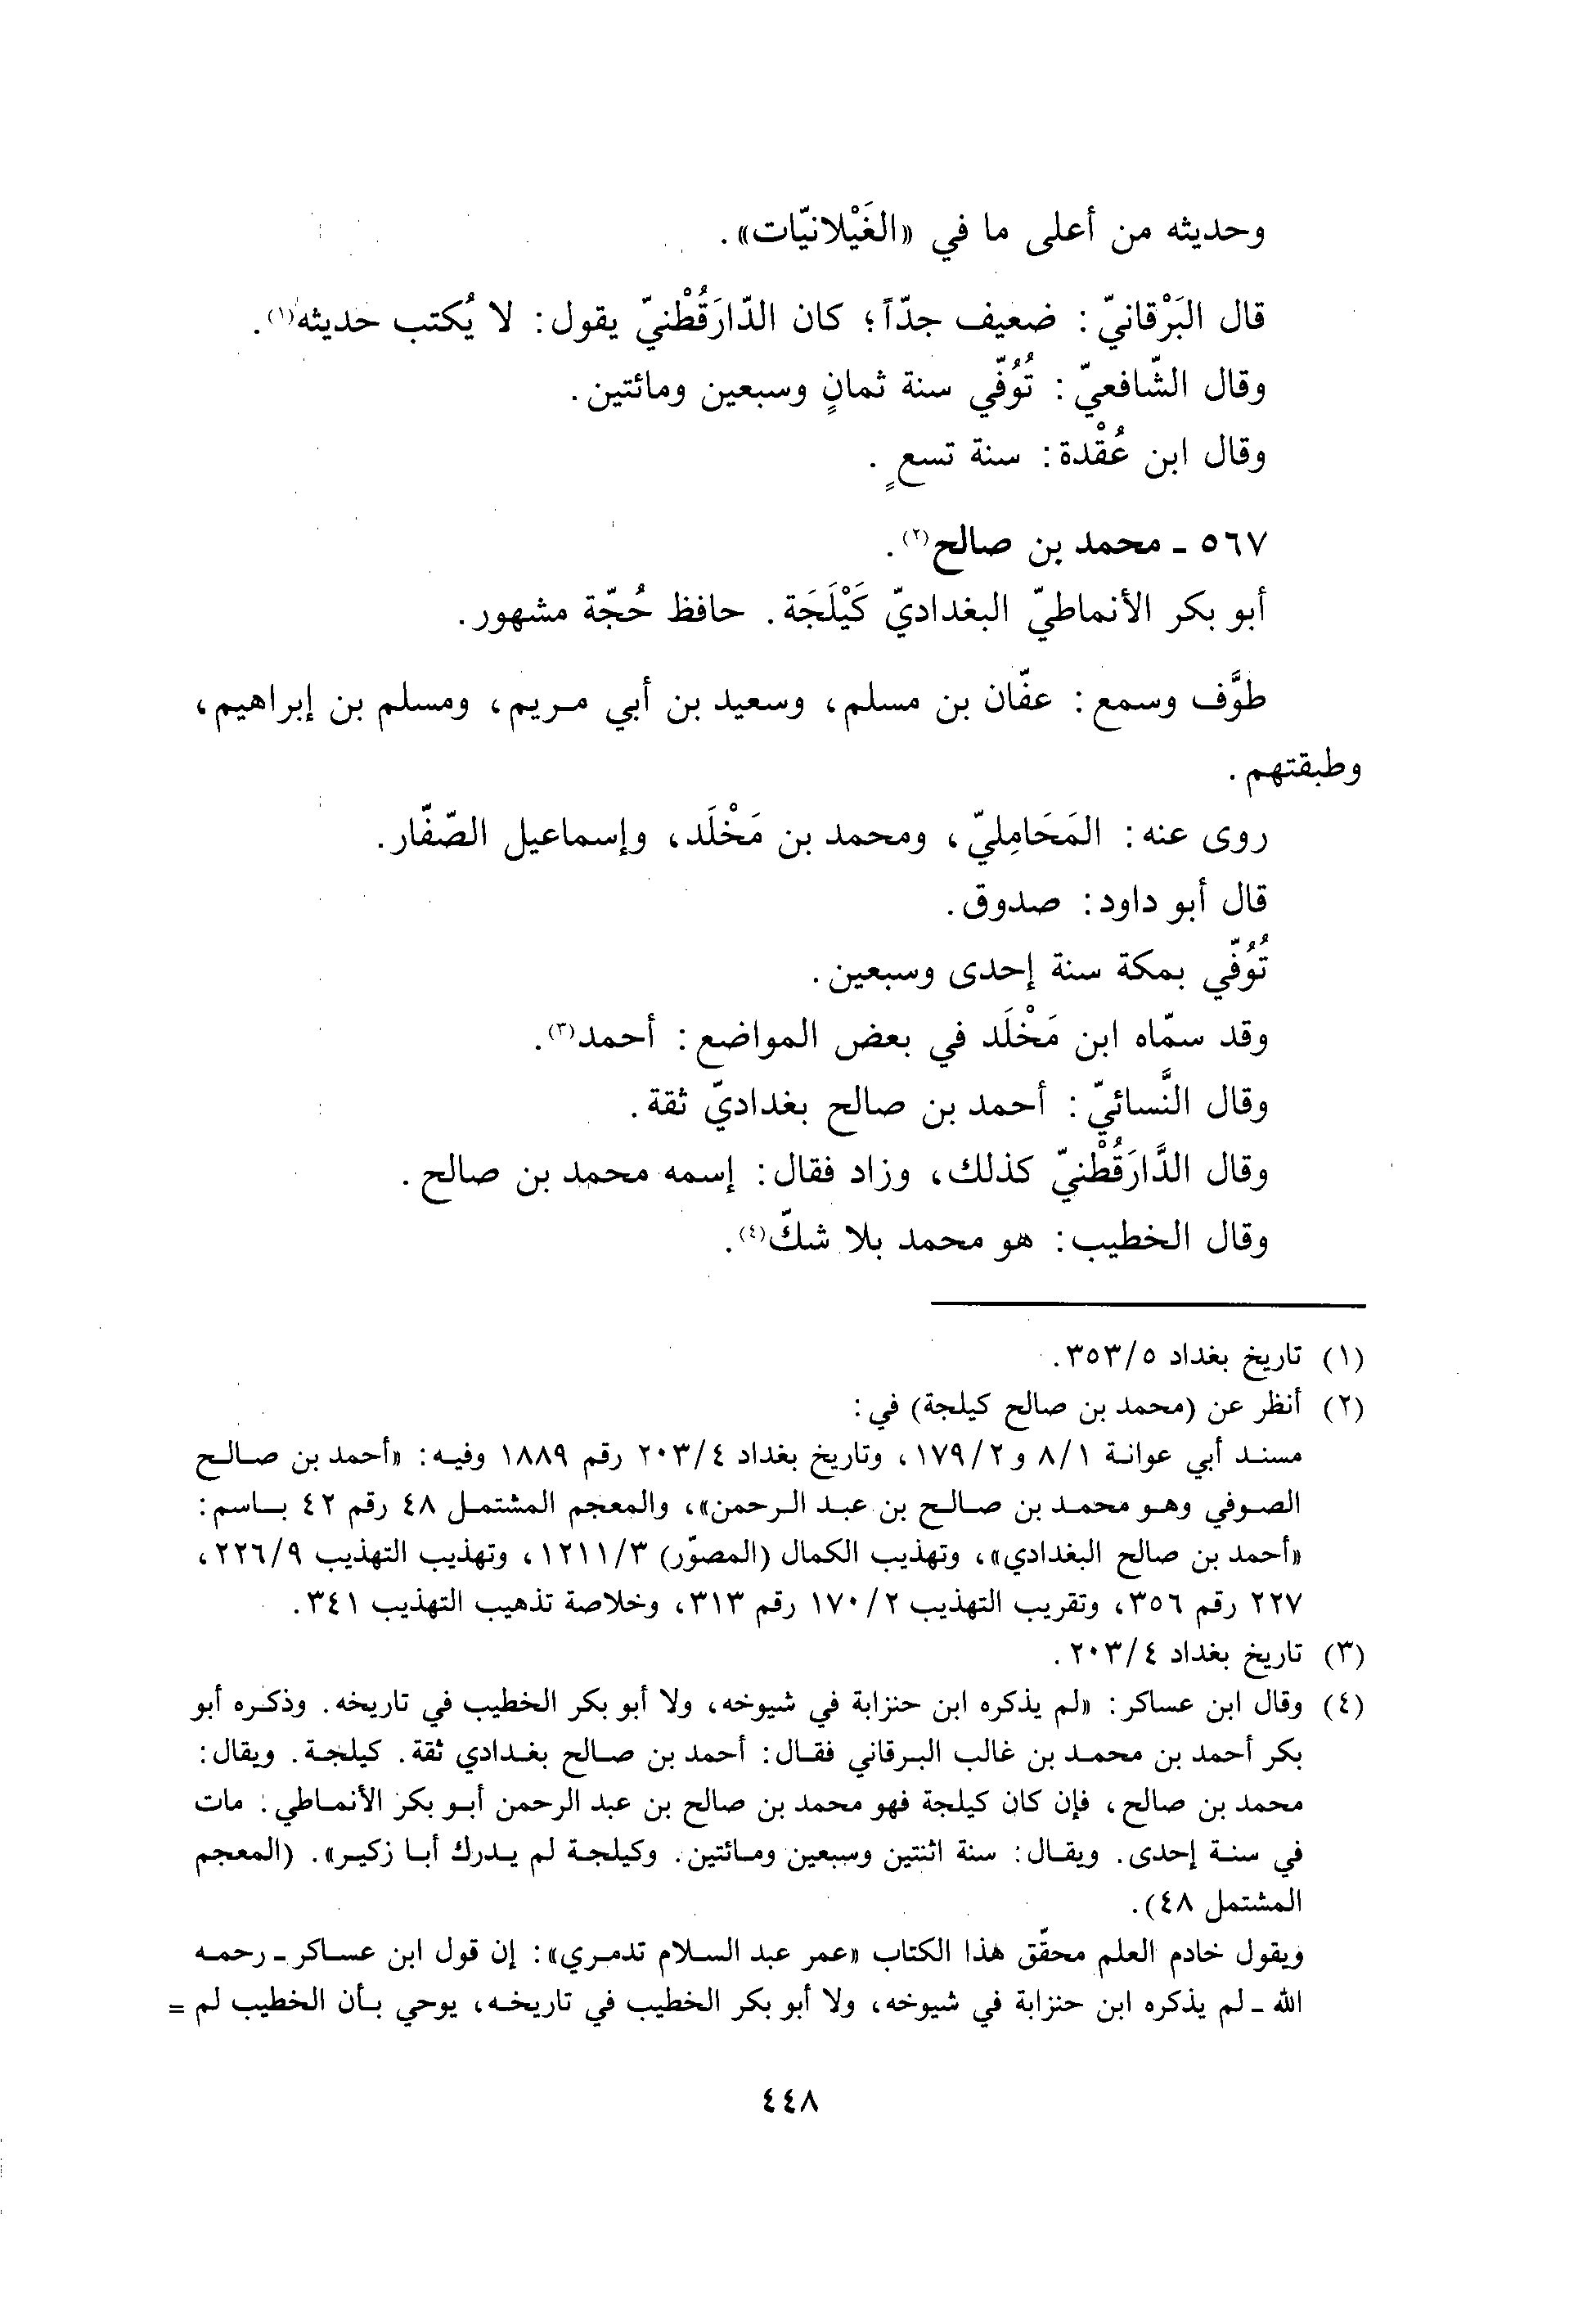 وحديثه من أعلى ما في «الغَيْلانيّات».
قال البَرْقانيّ: ضعيف جدّاً؛ كان الدّارَقُطْنيّ يقول: لا يُكتب حديثه(١).
وقال الشّافعيّ: تُوُفّي سنة ثمانٍ وسبعين ومائتين.
وقال ابن عُقْدة: سنة تسعٍ.
٥٦٧ ـ محمد بن صالح(٢).
أبو بكر الأنماطيّ البغداديّ كَيْلَجَة. حافظ حُجّة مشهور.
طوَّف وسمع: عفّان بن مسلم، وسعيد بن أبي مريم، ومسلم بن إبراهيم،
وطبقتهم.
روى عنه: المَحَامِليّ، ومحمد بن مَخْلَد، وإسماعيل الصّفّار.
قال أبو داود: صدوق.
تُوُفّي بمكة سنة إحدى وسبعين.
وقد سمّاه ابن مَخْلَد في بعض المواضع: أحمد(٣).
وقال النَّسائيّ: أحمد بن صالح بغداديّ ثقة.
وقال الدَّارَقُطْنيّ كذلك، وزاد فقال: إسمه محمد بن صالح.
وقال الخطيب: هو محمد بلا شكّ(٤).
(١) تاريخ بغداد ٣٥٣/٥.
(٢) أنظر عن (محمد بن صالح كيلجة) في:
مسند أبي عوانة ٨/١ و ١٧٩/٢، وتاريخ بغداد ٢٠٣/٤ رقم ١٨٨٩ وفيه: «أحمد بن صالح
الصوفي وهو محمد بن صالح بن عبد الرحمن»، والمعجم المشتمل ٤٨ رقم ٤٢ باسم:
«أحمد بن صالح البغدادي»، وتهذيب الكمال (المصوّر) ١٢١١/٣، وتهذيب التهذيب ٢٢٦/٩،
٢٢٧ رقم ٣٥٦، وتقريب التهذيب ١٧٠/٢ رقم ٣١٣، وخلاصة تذهيب التهذيب ٣٤١.
(٣) تاريخ بغداد ٢٠٣/٤.
(٤) وقال ابن عساكر: «لم يذكره ابن حنزابة في شيوخه، ولا أبو بكر الخطيب في تاريخه. وذكره أبو
بكر أحمد بن محمد بن غالب البرقاني فقال: أحمد بن صالح بغدادي ثقة. كيلجة. ويقال:
محمد بن صالح، فإن كان كيلجة فهو محمد بن صالح بن عبد الرحمن أبو بكر الأنماطي: مات
في سنة إحدى. ويقال: سنة اثنتين وسبعين ومائتين. وكيلجة لم يدرك أبا زكير». (المعجم
المشتمل ٤٨).
ويقول خادم العلم محقّق هذا الكتاب «عمر عبد السلام تدمري»: إن قول ابن عساكر ـ رحمه
الله ـ لم يذكره ابن حنزابة في شيوخه، ولا أبو بكر الخطيب في تاريخه، يوحي بأن الخطيب لم =
٤٤٨